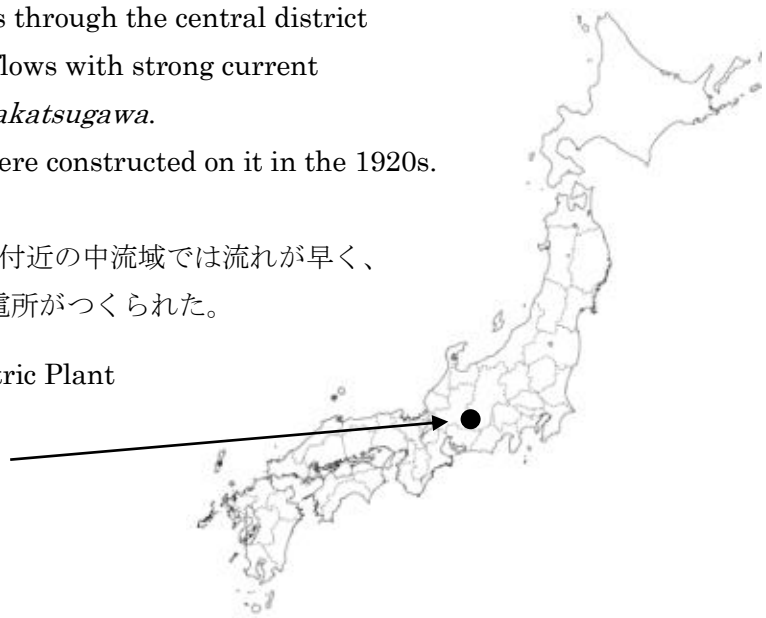 s through the central district
flows with strong current
akatsugawa.
ere constructed on it in the 1920s.
付近の中流域では流れが早く、
電所がつくられた。
tric Plant